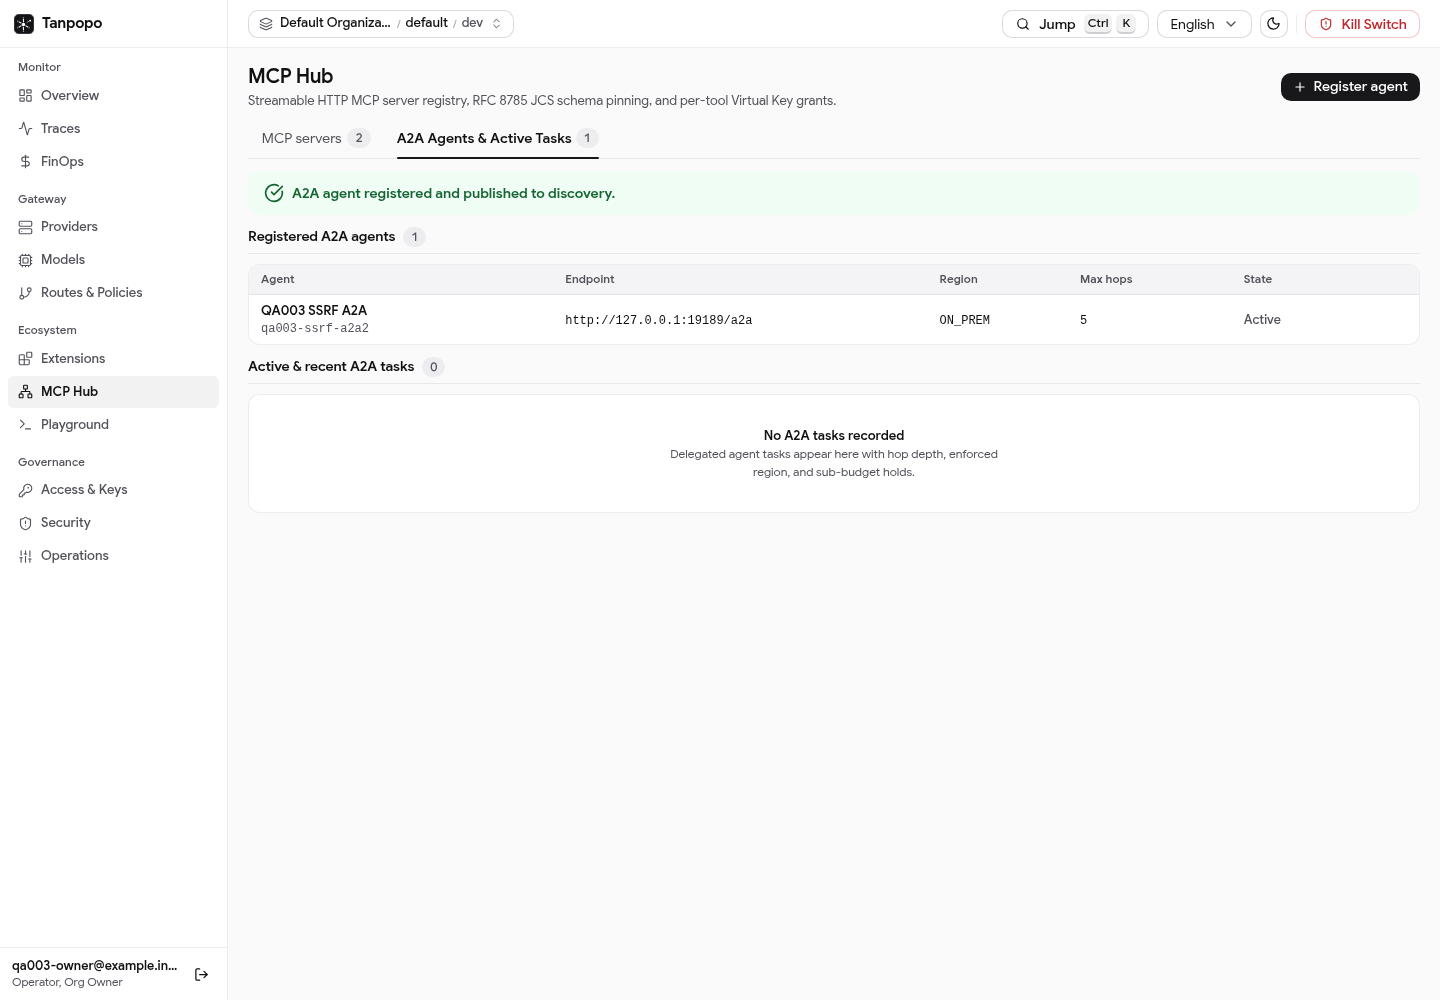 Tanpopo
Default Organiza... / default / dev
Jump Ctrl K
English
Kill Switch
Monitor
Overview
Traces
FinOps
Gateway
Providers
Models
Routes & Policies
Ecosystem
Extensions
MCP Hub
Playground
Governance
Access & Keys
Security
Operations
qa003-owner@example.in...
Operator, Org Owner
MCP Hub
Streamable HTTP MCP server registry, RFC 8785 JCS schema pinning, and per-tool Virtual Key grants.
Register agent
MCP servers 2 A2A Agents & Active Tasks 1
A2A agent registered and published to discovery.
Registered A2A agents 1
Agent Endpoint Region Max hops State
QA003 SSRF A2A
qa003-ssrf-a2a2 http://127.0.0.1:19189/a2a ON_PREM 5 Active
Active & recent A2A tasks 0
No A2A tasks recorded
Delegated agent tasks appear here with hop depth, enforced
region, and sub-budget holds.